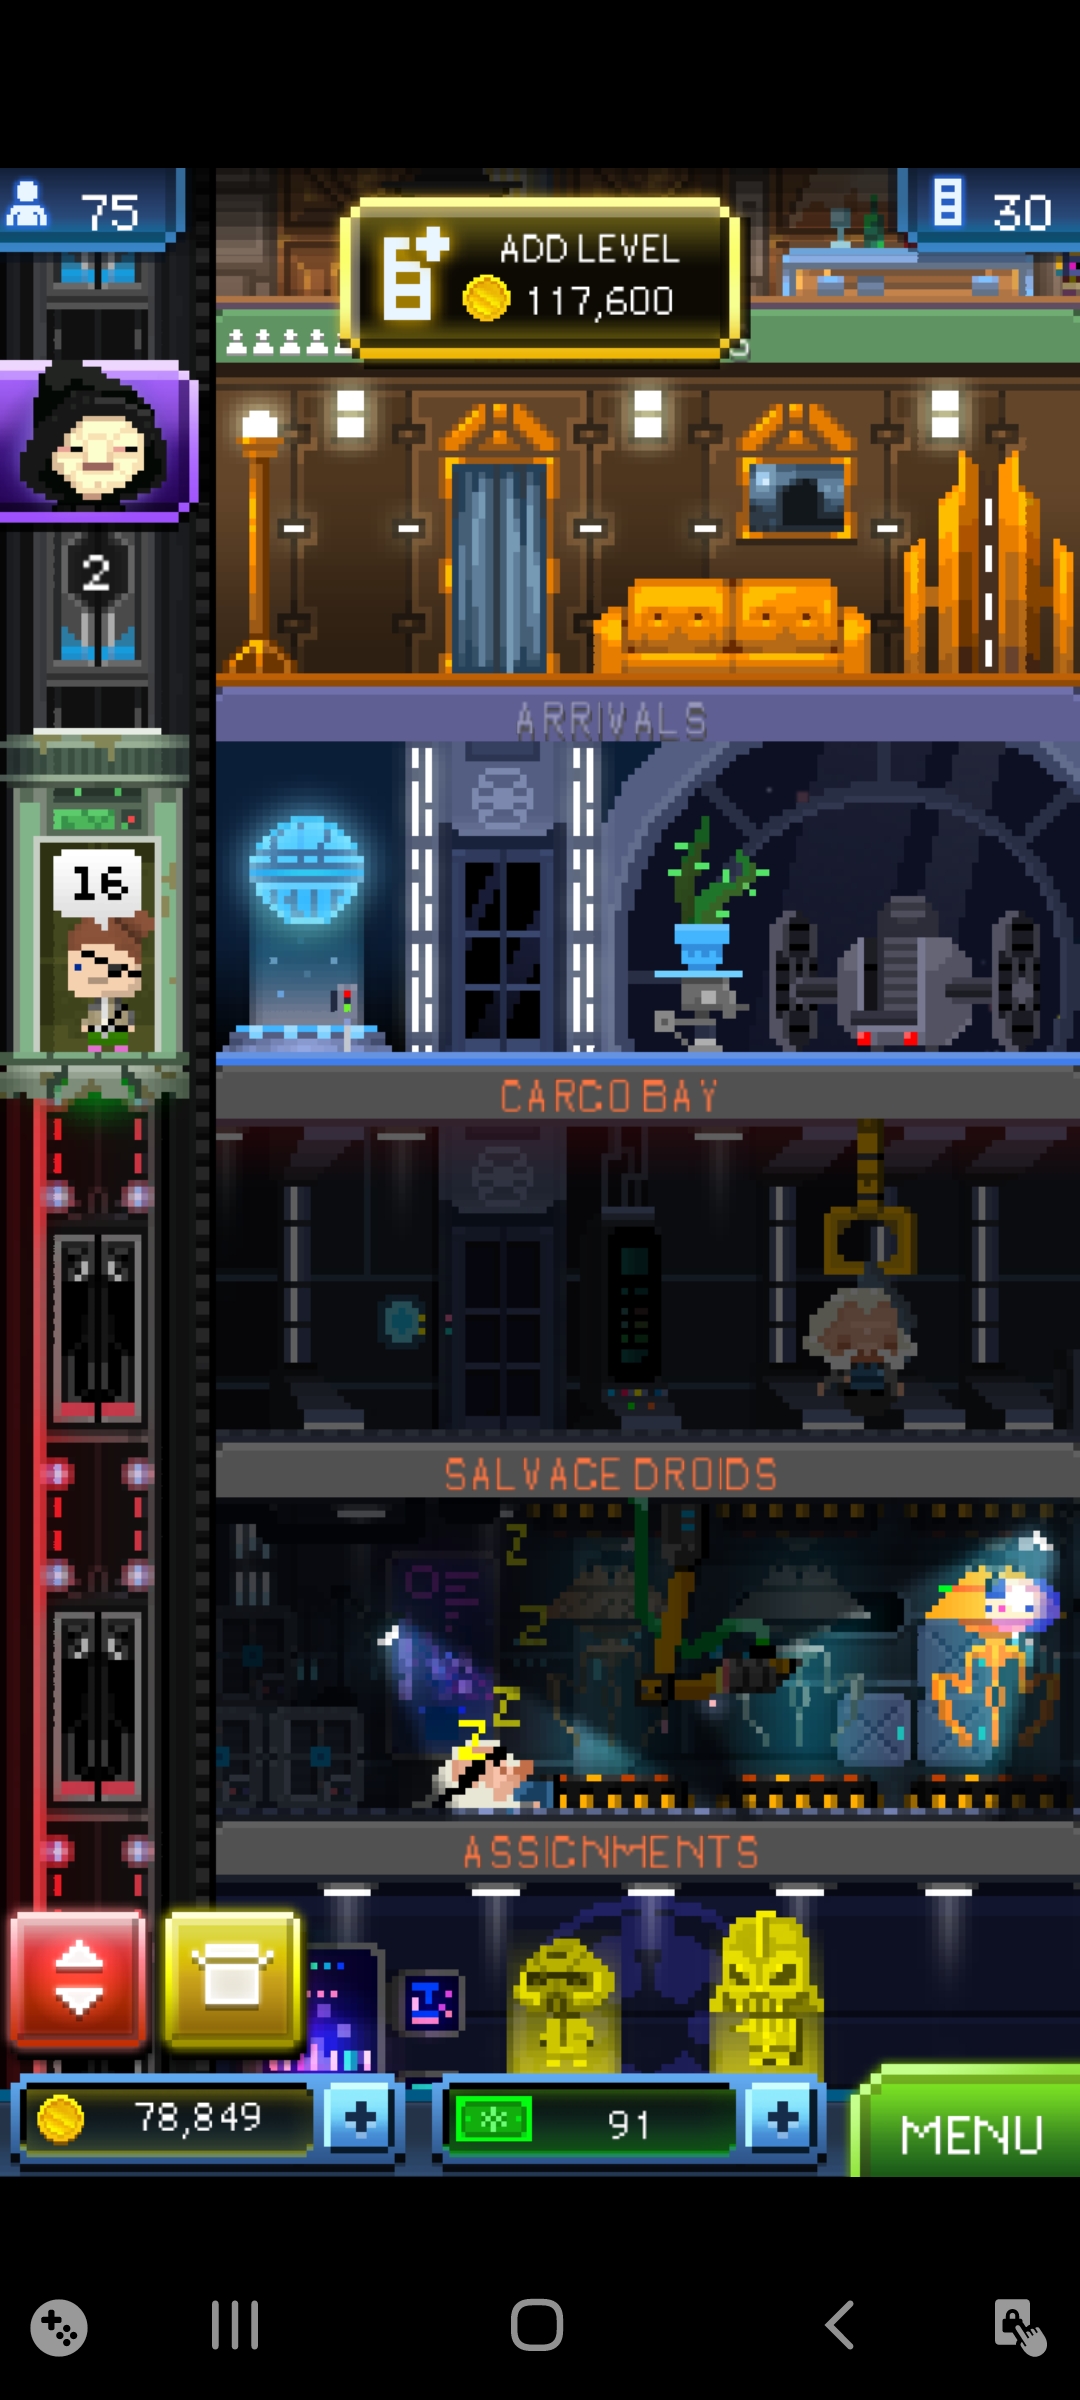 75
30
ADD LEVEL
117,600
2
ARRIVALS
16
CARGO BAY
SALVAGE DROIDS
Z
Z
Z
Z
ASSIGNMENTS
78,849
91
MENU